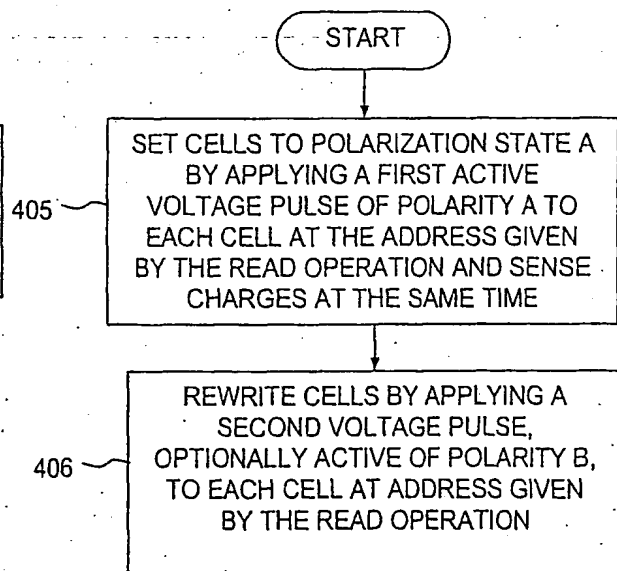 START
405
SET CELLS TO POLARIZATION STATE A
BY APPLYING A FIRST ACTIVE
VOLTAGE PULSE OF POLARITY A TO
EACH CELL AT THE ADDRESS GIVEN
BY THE READ OPERATION AND SENSE
CHARGES AT THE SAME TIME
406
REWRITE CELLS BY APPLYING A
SECOND VOLTAGE PULSE,
OPTIONALLY ACTIVE OF POLARITY B,
TO EACH CELL AT ADDRESS GIVEN
BY THE READ OPERATION